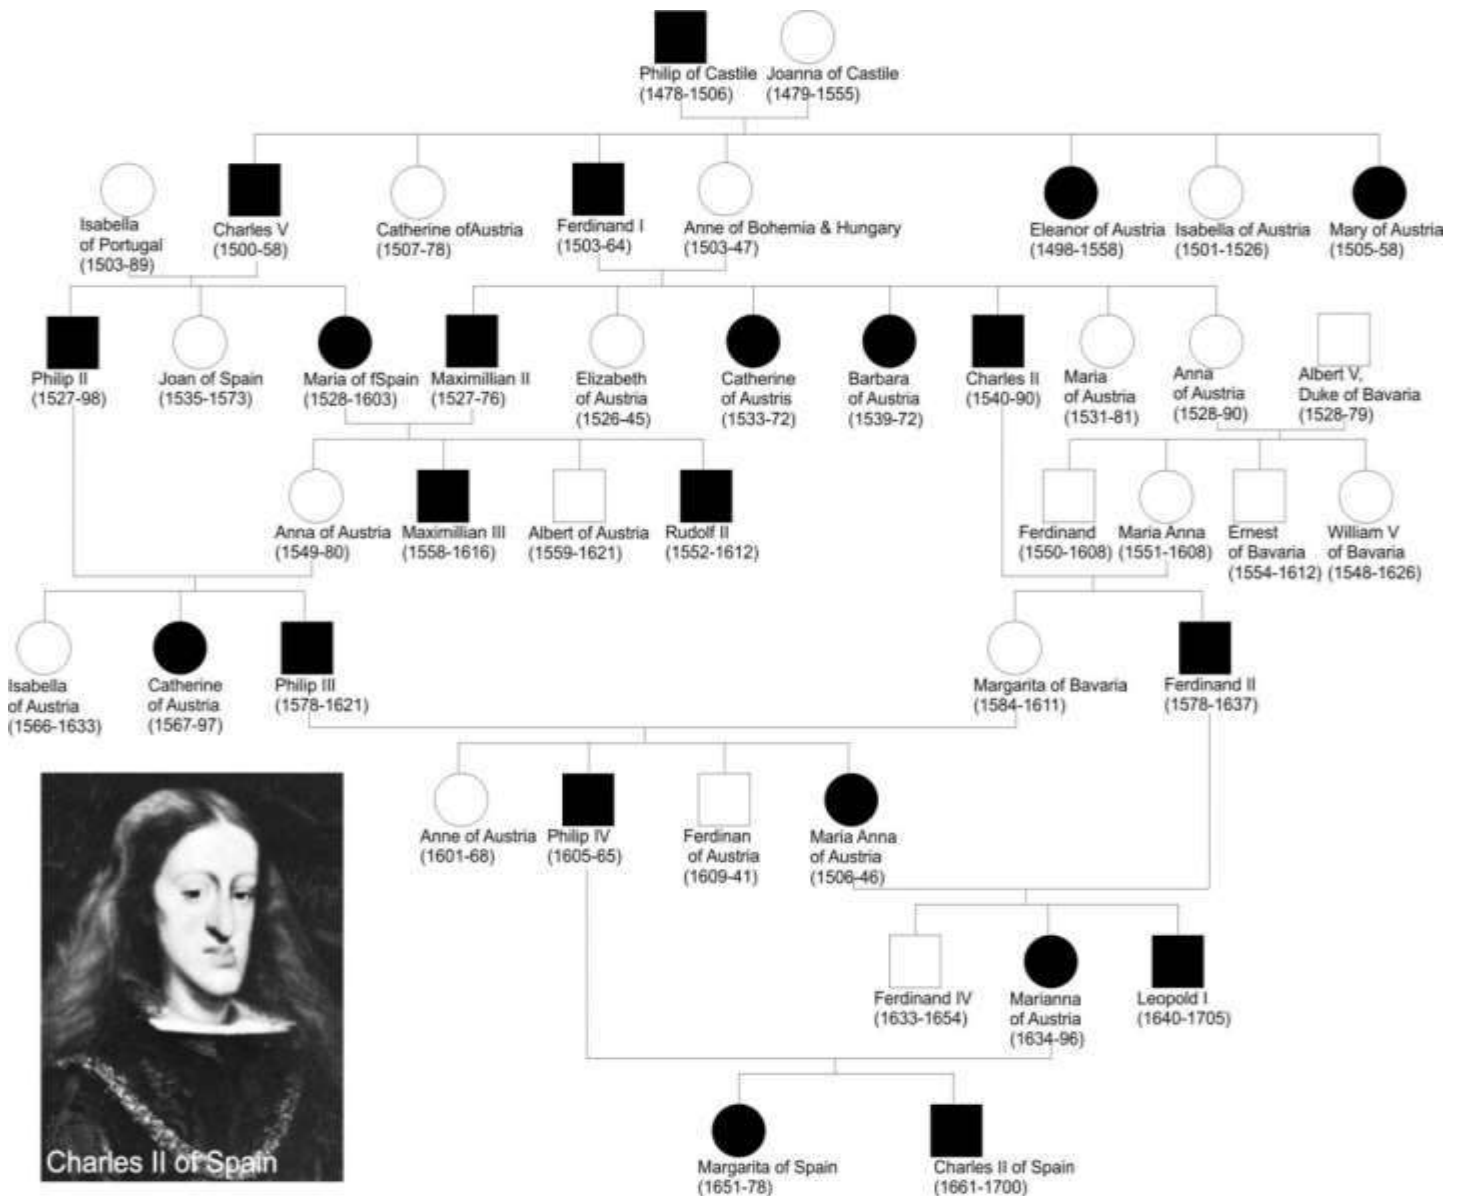 Philip of Castile
(1478-1506)
Joanna of Castile
(1479-1555)
Isabella
of Portugal
(1503-89)
Charles V
(1500-58)
Catherine ofAustria
(1507-78)
Ferdinand I
(1503-64)
Anne of Bohemia & Hungary
(1503-47)
Eleanor of Austria
(1498-1558)
Isabella of Austria
(1501-1526)
Mary of Austria
(1505-58)
Philip II
(1527-98)
Joan of Spain
(1535-1573)
Maria of fSpain
(1528-1603)
Maximillian II
(1527-76)
Elizabeth
of Austria
(1526-45)
Catherine
of Austris
(1533-72)
Barbara
of Austria
(1539-72)
Charles II
(1540-90)
Maria
of Austria
(1531-81)
Anna
of Austria
(1528-90)
Albert V,
Duke of Bavaria
(1528-79)
Anna of Austria
(1549-80)
Maximillian III
(1558-1616)
Albert of Austria
(1559-1621)
Rudolf II
(1552-1612)
Ferdinand
(1550-1608)
Maria Anna
(1551-1608)
Ernest
of Bavaria
(1554-1612)
William V
of Bavaria
(1548-1626)
Isabella
of Austria
(1566-1633)
Catherine
of Austria
(1567-97)
Philip III
(1578-1621)
Margarita of Bavaria
(1584-1611)
Ferdinand II
(1578-1637)
Anne of Austria
(1601-68)
Philip IV
(1605-65)
Ferdinan
of Austria
(1609-41)
Maria Anna
of Austria
(1506-46)
Ferdinand IV
(1633-1654)
Marianna
of Austria
(1634-96)
Leopold I
(1640-1705)
Margarita of Spain
(1651-78)
Charles II of Spain
(1661-1700)
Charles II of Spain